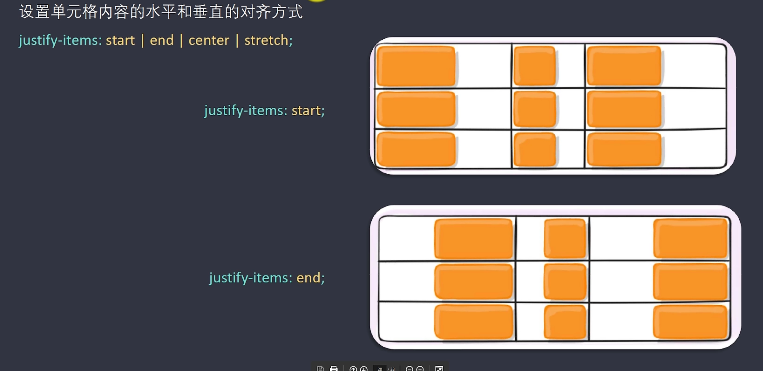 设置单元格内容的水平和垂直的对齐方式
justify-items: start | end | center | stretch;
justify-items: start;
justify-items: end;